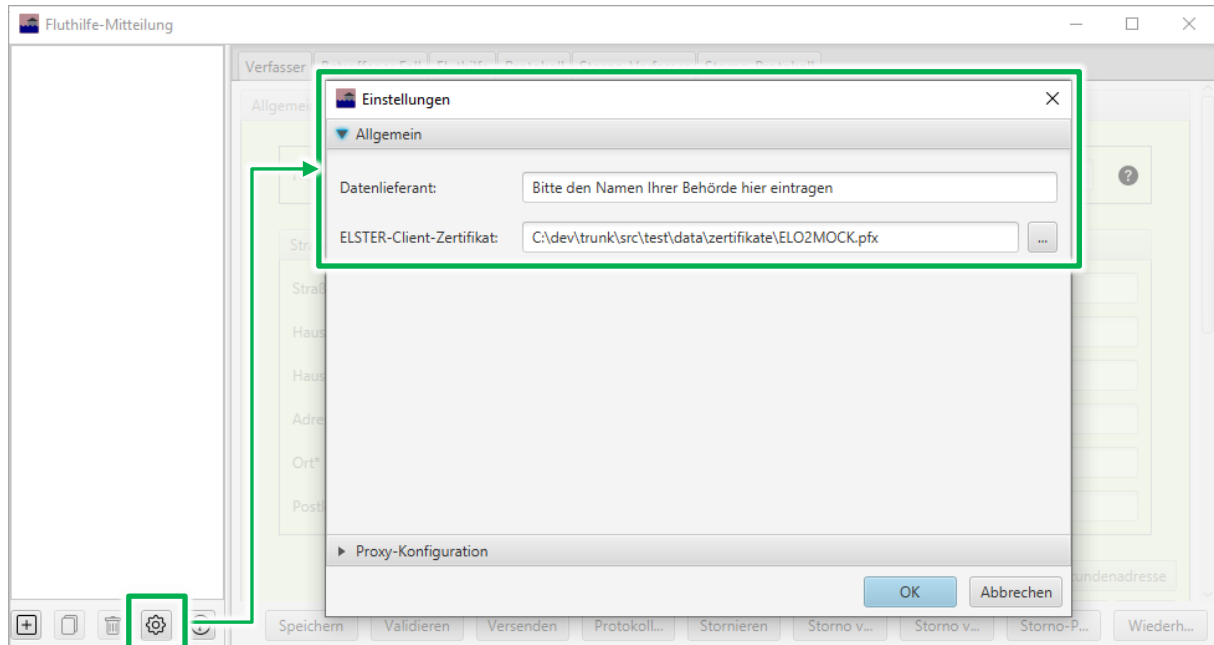 Fluthilfe-Mitteilung
Verfasser
Einstellungen
Allgemein
Datenlieferant: Bitte den Namen Ihrer Behörde hier eintragen
ELSTER-Client-Zertifikat: C:\dev\trunk\src\test\data\zertifikate\ELO2MOCK.pfx ...
Ort*
Proxy-Konfiguration
OK Abbrechen
Speichern Validieren Versenden Protokoll... Stornieren Storno v... Storno v... Storno-P... Wiederh...